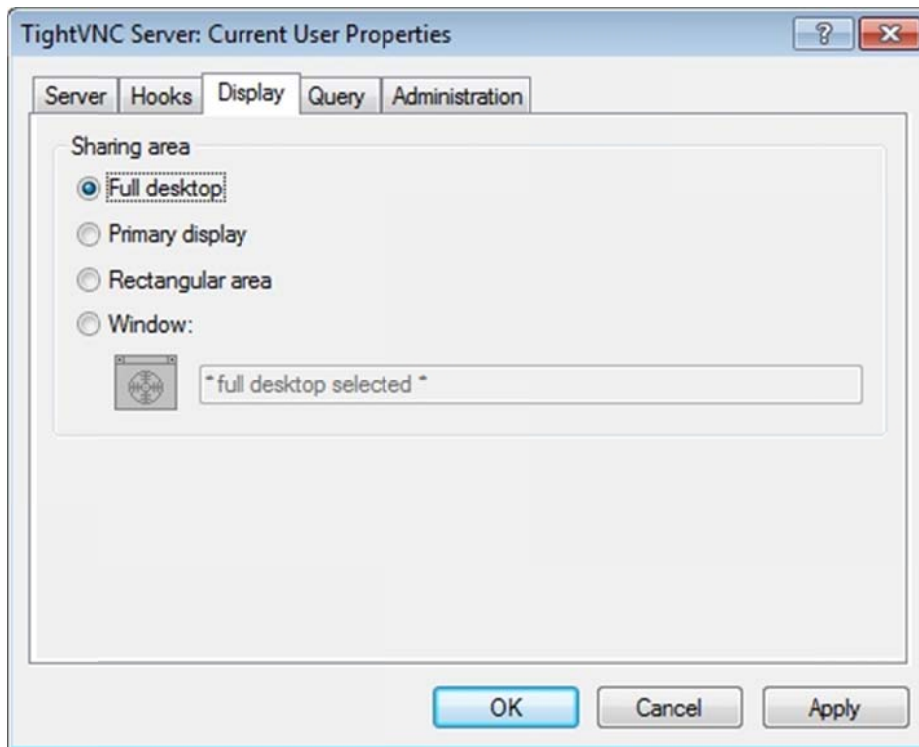 TightVNC Server: Current User Properties
Server Hooks Display Query Administration
Sharing area
Full desktop
Primary display
Rectangular area
Window:
* full desktop selected *
OK Cancel Apply